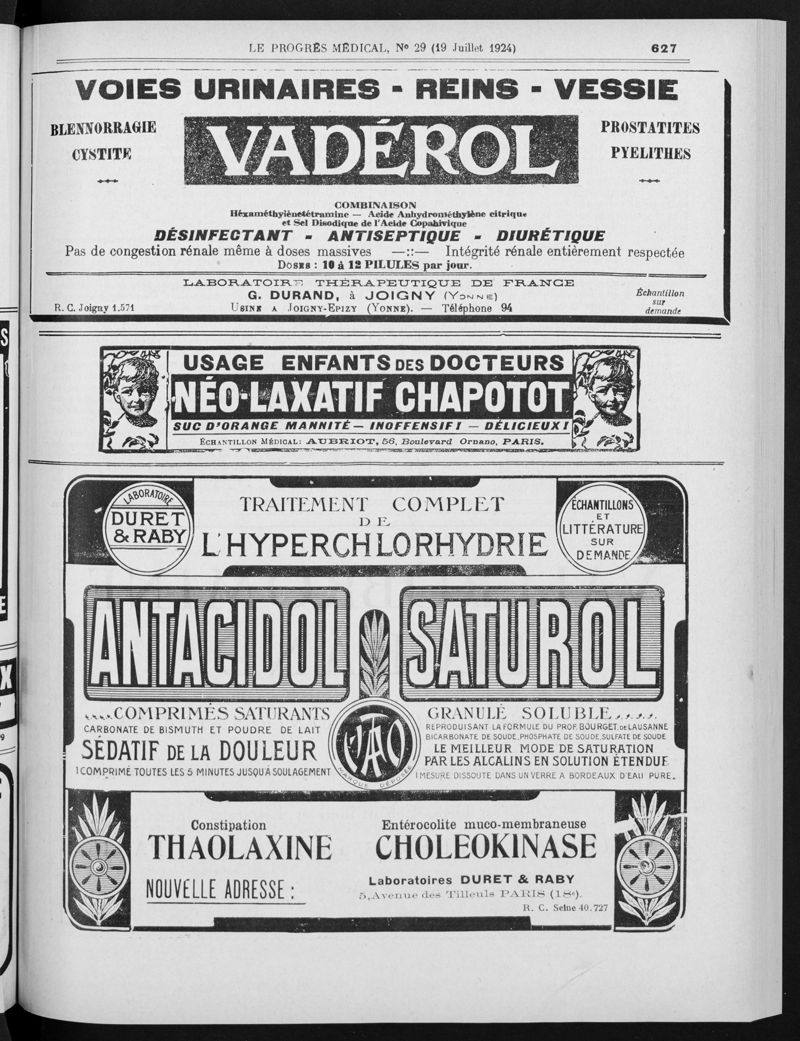 LE PROGRÈS MÉDICAL, No 29 (19 Juillet 1924) 627
VOIES URINAIRES - REINS - VESSIE
BLENNORRAGIE
CYSTITE
VADÉROL
PROSTATITES
PYELITHES
COMBINAISON
Héxaméthylènetétramine — Acide Anhydrométhylène citrique
et Sel Disodique de l'Acide Copahivique
DÉSINFECTANT - ANTISEPTIQUE - DIURÉTIQUE
Pas de congestion rénale même à doses massives —::— Intégrité rénale entièrement respectée
DOSES : 10 à 12 PILULES par jour.
LABORATOIRE THÉRAPEUTIQUE DE FRANCE
G. DURAND, à JOIGNY (YONNE)
R. C. Joigny 1.571 USINE A JOIGNY-EPIZY (YONNE). — Téléphone 94
Échantillon
sur
demande
USAGE ENFANTS DES DOCTEURS
NÉO-LAXATIF CHAPOTOT
SUC D'ORANGE MANNITÉ — INOFFENSIF! — DÉLICIEUX!
ÉCHANTILLON MÉDICAL: AUBRIOT, 56, Boulevard Ornano, PARIS.
LABORATOIRE
DURET
& RABY
TRAITEMENT COMPLET
DE
L'HYPERCHLORHYDRIE
ÉCHANTILLONS
ET
LITTÉRATURE
SUR
DEMANDE
ANTACIDOL
SATUROL
COMPRIMÉS SATURANTS
CARBONATE DE BISMUTH ET POUDRE DE LAIT
SÉDATIF DE LA DOULEUR
1 COMPRIMÉ TOUTES LES 5 MINUTES JUSQU'À SOULAGEMENT
MARQUE DÉPOSÉE
GRANULÉ SOLUBLE
REPRODUISANT LA FORMULE DU PROF. BOURGET, DE LAUSANNE
BICARBONATE DE SOUDE, PHOSPHATE DE SOUDE, SULFATE DE SOUDE
LE MEILLEUR MODE DE SATURATION
PAR LES ALCALINS EN SOLUTION ÉTENDUE
1 MESURE DISSOUTE DANS UN VERRE A BORDEAUX D'EAU PURE.
Constipation
THAOLAXINE
Entérocolite muco-membraneuse
CHOLEOKINASE
NOUVELLE ADRESSE :
Laboratoires DURET & RABY
5, Avenue des Tilleuls PARIS (18e).
R. C. Seine 40.727